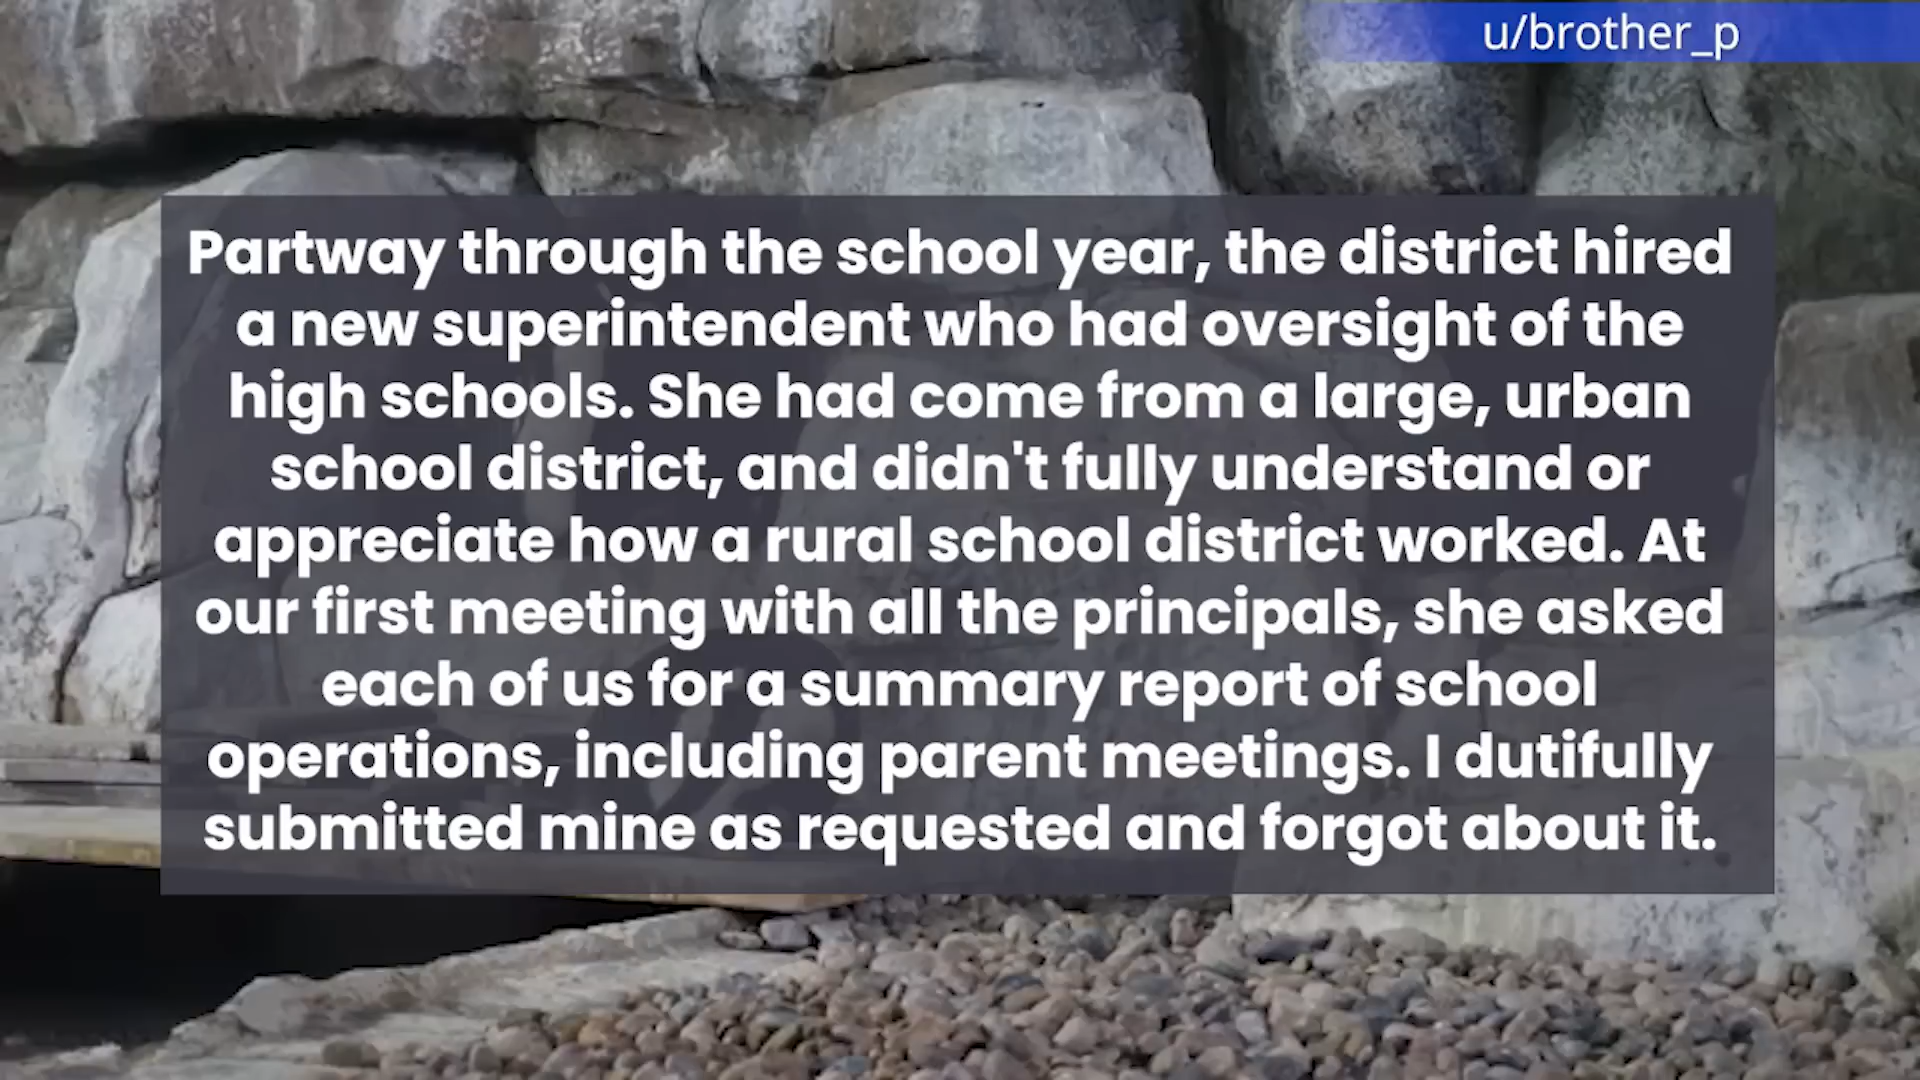 u/brother_p
Partway through the school year, the district hired
a new superintendent who had oversight of the
high schools. She had come from a large, urban
school district, and didn't fully understand or
appreciate how a rural school district worked. At
our first meeting with all the principals, she asked
each of us for a summary report of school
operations, including parent meetings. I dutifully
submitted mine as requested and forgot about it.